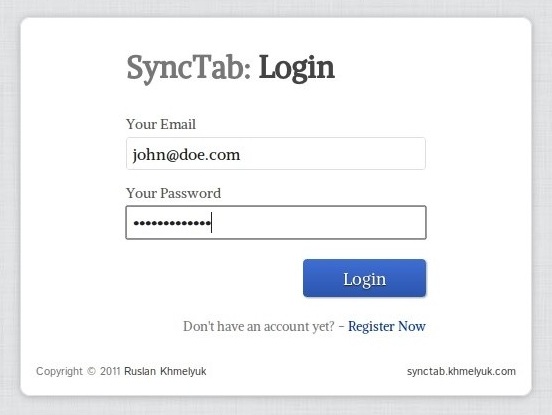 SyncTab: Login
Your Email
john@doe.com
Your Password
•••••••••••••
Login
Don't have an account yet? – Register Now
Copyright © 2011 Ruslan Khmelyuk synctab.khmelyuk.com